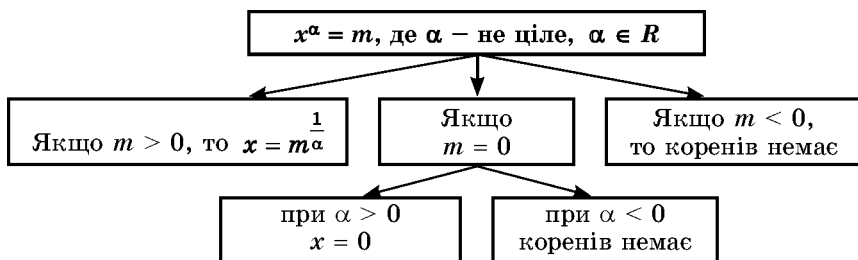 x^α = m, де α – не ціле, α ∈ R
Якщо m > 0, то x = m^(1/α)
Якщо
m = 0
Якщо m < 0,
то коренів немає
при α > 0
x = 0
при α < 0
коренів немає